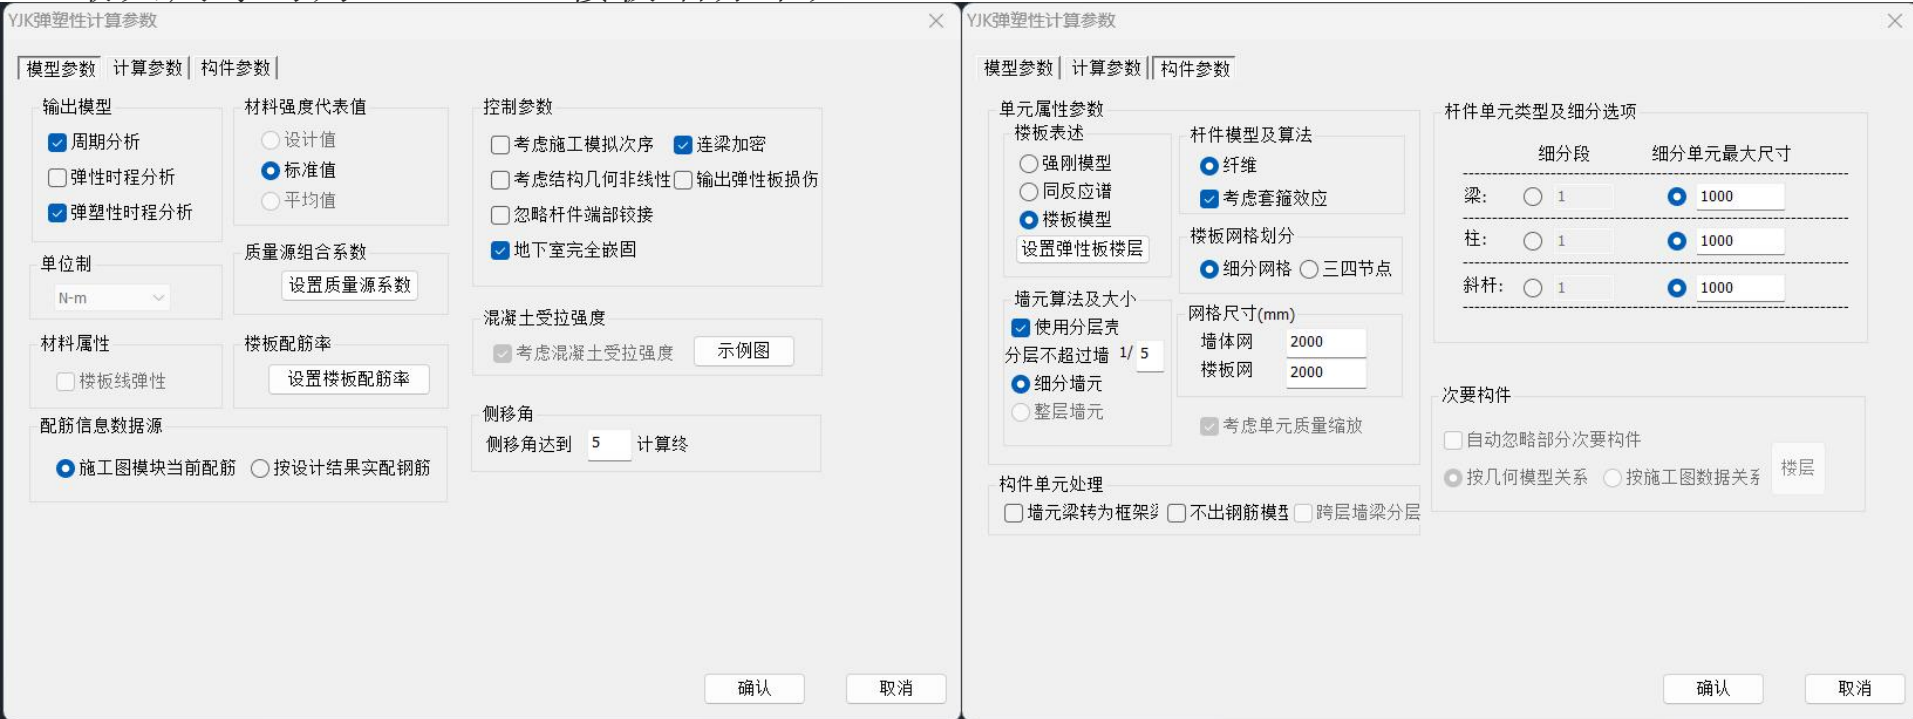 YJK弹塑性计算参数
模型参数 计算参数 构件参数
输出模型
周期分析
弹性时程分析
弹塑性时程分析
材料强度代表值
设计值
标准值
平均值
控制参数
考虑施工模拟次序 连梁加密
考虑结构几何非线性 输出弹性板损伤
忽略杆件端部铰接
地下室完全嵌固
单位制
N-m
质量源组合系数
设置质量源系数
材料属性
楼板线弹性
楼板配筋率
设置楼板配筋率
混凝土受拉强度
考虑混凝土受拉强度 示例图
配筋信息数据源
施工图模块当前配筋 按设计结果实配钢筋
侧移角
侧移角达到 5 计算终
确认 取消
YJK弹塑性计算参数
模型参数 计算参数 构件参数
单元属性参数
楼板表述
强刚模型
同反应谱
楼板模型
设置弹性板楼层
杆件模型及算法
纤维
考虑套箍效应
楼板网格划分
细分网格 三四节点
墙元算法及大小
使用分层壳
分层不超过墙 1/ 5
细分墙元
整层墙元
网格尺寸(mm)
墙体网 2000
楼板网 2000
考虑单元质量缩放
构件单元处理
墙元梁转为框架梁 不出钢筋模型 跨层墙梁分层
杆件单元类型及细分选项
细分段 细分单元最大尺寸
梁: 1 1000
柱: 1 1000
斜杆: 1 1000
次要构件
自动忽略部分次要构件
按几何模型关系 按施工图数据关系 楼层
确认 取消